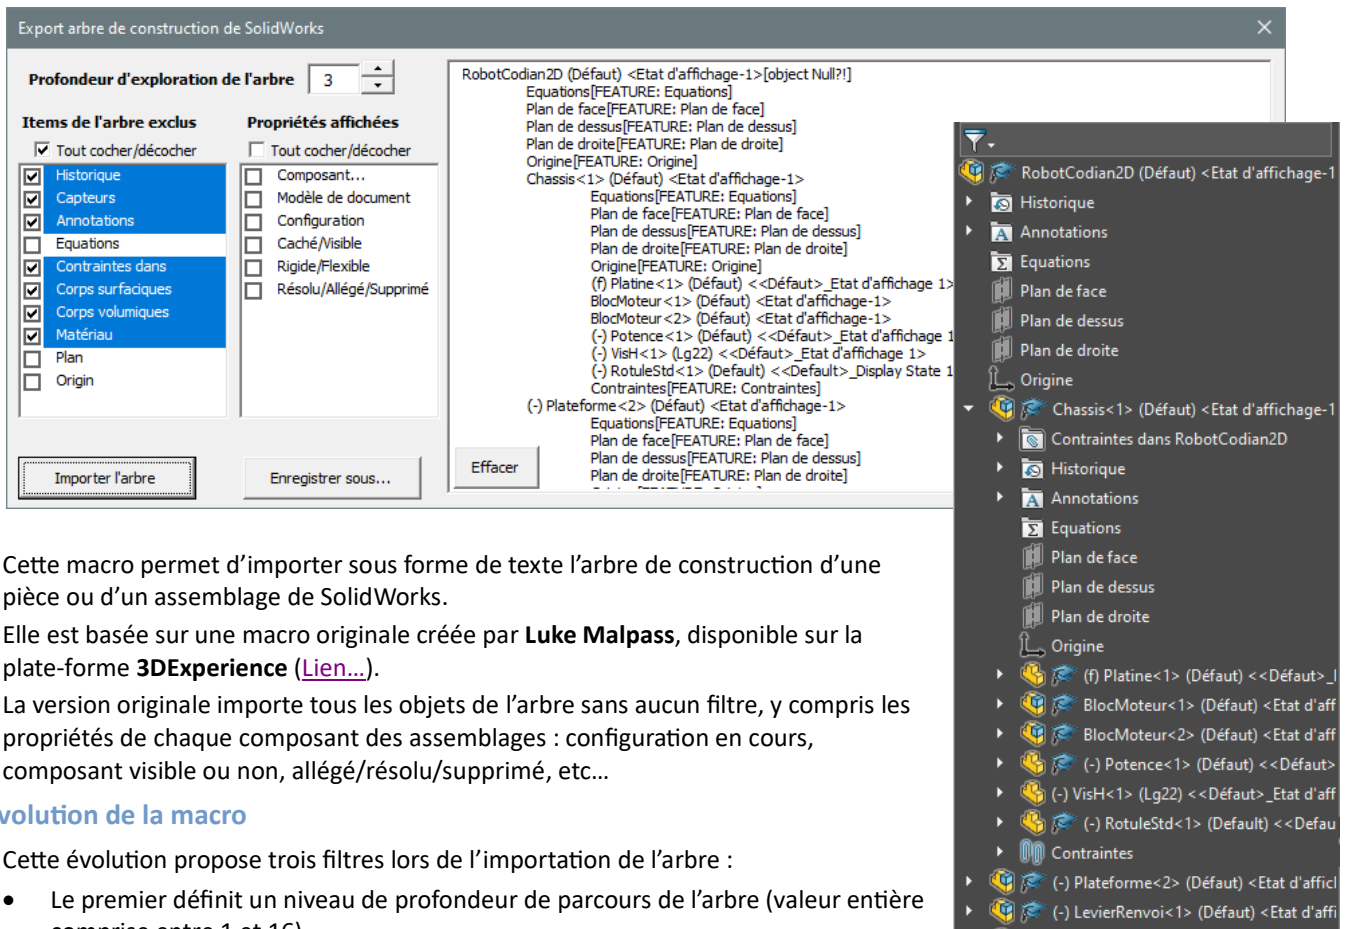 Export arbre de construction de SolidWorks
Profondeur d'exploration de l'arbre 3
Items de l'arbre exclus
Tout cocher/décocher
Historique
Capteurs
Annotations
Equations
Contraintes dans
Corps surfaciques
Corps volumiques
Matériau
Plan
Origin
Propriétés affichées
Tout cocher/décocher
Composant...
Modèle de document
Configuration
Caché/Visible
Rigide/Flexible
Résolu/Allégé/Supprimé
Importer l'arbre
Enregistrer sous...
RobotCodian2D (Défaut) <Etat d'affichage-1>[object Null?!]
Equations[FEATURE: Equations]
Plan de face[FEATURE: Plan de face]
Plan de dessus[FEATURE: Plan de dessus]
Plan de droite[FEATURE: Plan de droite]
Origine[FEATURE: Origine]
Chassis<1> (Défaut) <Etat d'affichage-1>
Equations[FEATURE: Equations]
Plan de face[FEATURE: Plan de face]
Plan de dessus[FEATURE: Plan de dessus]
Plan de droite[FEATURE: Plan de droite]
Origine[FEATURE: Origine]
(f) Platine<1> (Défaut) <<Défaut>_Etat d'affichage 1>
BlocMoteur<1> (Défaut) <Etat d'affichage-1>
BlocMoteur<2> (Défaut) <Etat d'affichage-1>
(-) Potence<1> (Défaut) <<Défaut>_Etat d'affichage 1
(-) VisH<1> (Lg22) <<Défaut>_Etat d'affichage 1>
(-) RotuleStd<1> (Default) <<Default>_Display State 1
Contraintes[FEATURE: Contraintes]
(-) Plateforme<2> (Défaut) <Etat d'affichage-1>
Equations[FEATURE: Equations]
Plan de face[FEATURE: Plan de face]
Plan de dessus[FEATURE: Plan de dessus]
Plan de droite[FEATURE: Plan de droite]
Effacer
RobotCodian2D (Défaut) <Etat d'affichage-1
Historique
Annotations
Equations
Plan de face
Plan de dessus
Plan de droite
Origine
Chassis<1> (Défaut) <Etat d'affichage-1
Contraintes dans RobotCodian2D
Historique
Annotations
Equations
Plan de face
Plan de dessus
Plan de droite
Origine
(f) Platine<1> (Défaut) <<Défaut>_
BlocMoteur<1> (Défaut) <Etat d'aff
BlocMoteur<2> (Défaut) <Etat d'aff
(-) Potence<1> (Défaut) <<Défaut>
(-) VisH<1> (Lg22) <<Défaut>_Etat d'aff
(-) RotuleStd<1> (Default) <<Defau
Contraintes
(-) Plateforme<2> (Défaut) <Etat d'affic
(-) LevierRenvoi<1> (Défaut) <Etat d'affi
Cette macro permet d'importer sous forme de texte l'arbre de construction d'une
pièce ou d'un assemblage de SolidWorks.
Elle est basée sur une macro originale créée par Luke Malpass, disponible sur la
plate-forme 3DExperience (Lien...).
La version originale importe tous les objets de l'arbre sans aucun filtre, y compris les
propriétés de chaque composant des assemblages : configuration en cours,
composant visible ou non, allégé/résolu/supprimé, etc...
volution de la macro
Cette évolution propose trois filtres lors de l'importation de l'arbre :
• Le premier définit un niveau de profondeur de parcours de l'arbre (valeur entière
comprise entre 1 et 16)